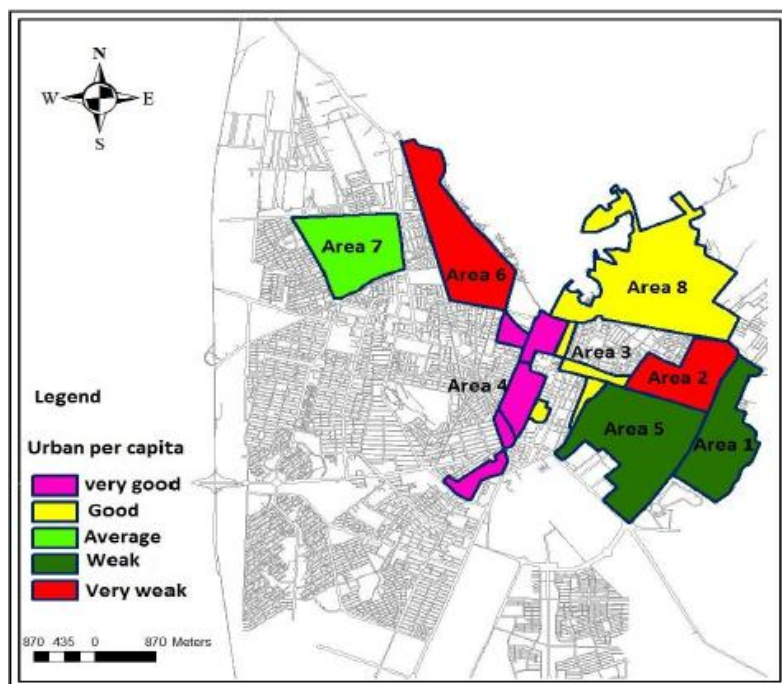 N
W E
S
Area 7
Area 6
Area 8
Area 3
Area 4
Area 2
Area 5
Area 1
Legend
Urban per capita
very good
Good
Average
Weak
Very weak
870 435 0 870 Meters